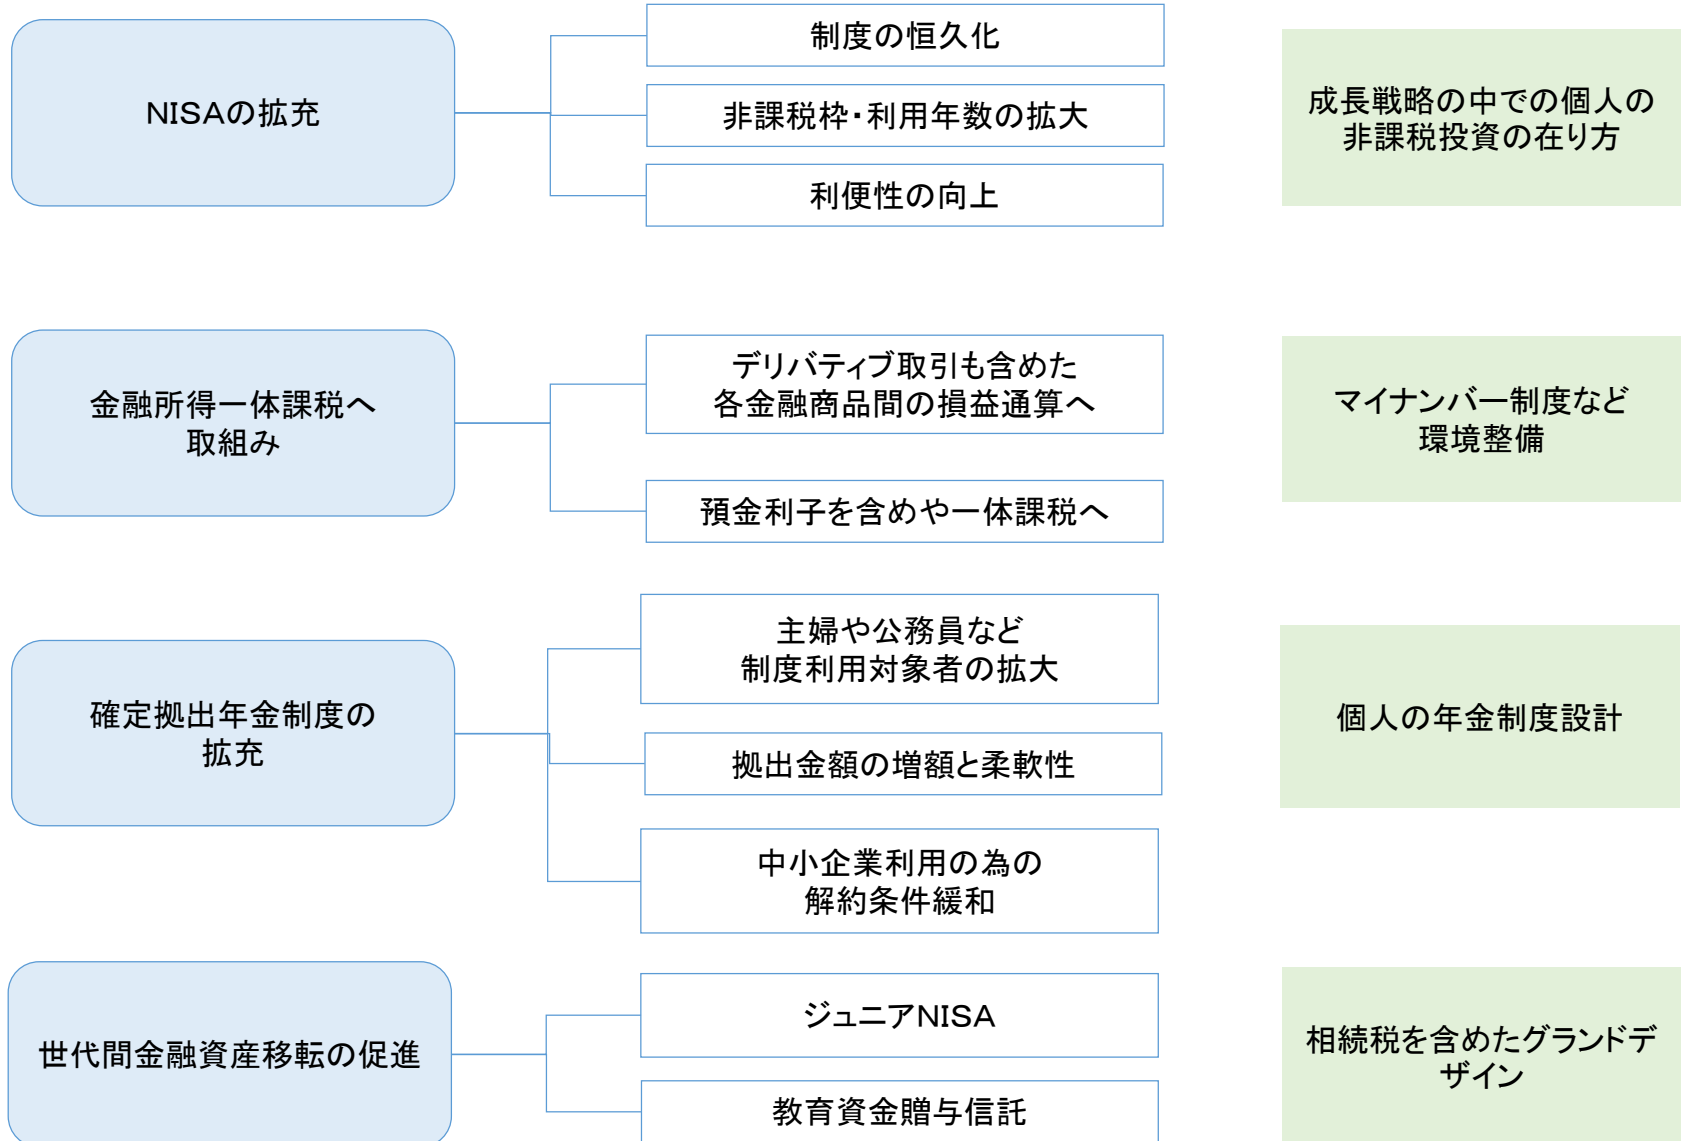 NISAの拡充
制度の恒久化
非課税枠・利用年数の拡大
利便性の向上
成長戦略の中での個人の
非課税投資の在り方
金融所得一体課税へ
取組み
デリバティブ取引も含めた
各金融商品間の損益通算へ
預金利子を含めや一体課税へ
マイナンバー制度など
環境整備
確定拠出年金制度の
拡充
主婦や公務員など
制度利用対象者の拡大
拠出金額の増額と柔軟性
中小企業利用の為の
解約条件緩和
個人の年金制度設計
世代間金融資産移転の促進
ジュニアNISA
教育資金贈与信託
相続税を含めたグランドデ
ザイン